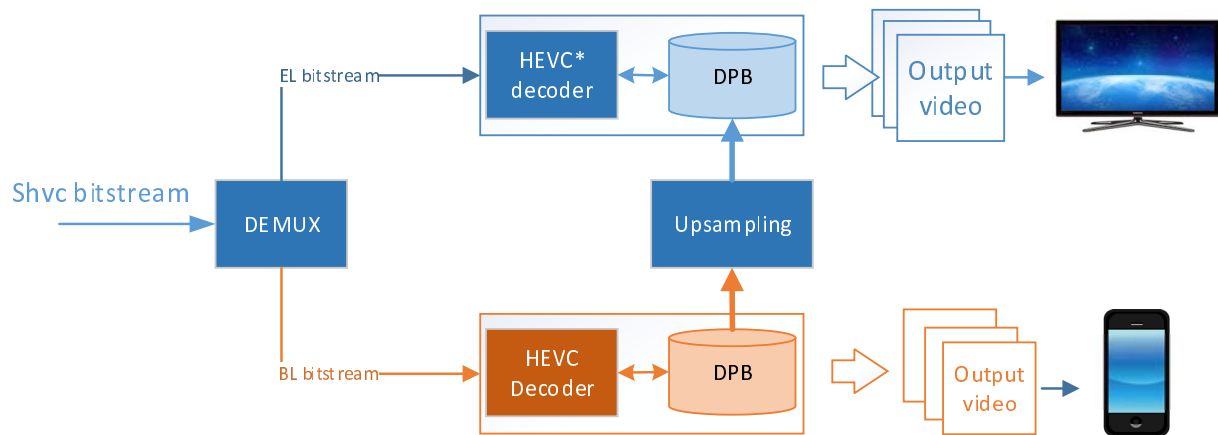 EL bitstream
HEVC*
decoder
DPB
Output
video
Shvc bitstream
DEMUX
Upsampling
BL bitstream
HEVC
Decoder
DPB
Output
video